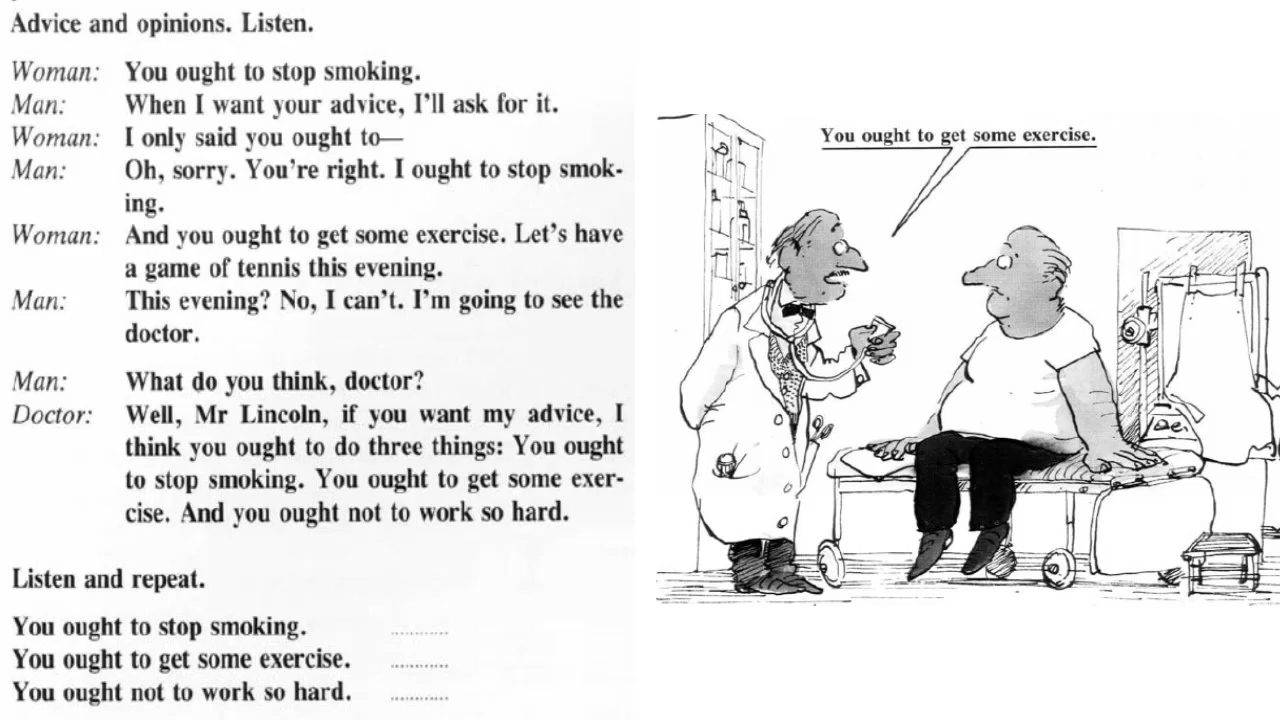 Advice and opinions. Listen.
Woman: You ought to stop smoking.
Man: When I want your advice, I'll ask for it.
Woman: I only said you ought to—
Man: Oh, sorry. You're right. I ought to stop smok-
ing.
Woman: And you ought to get some exercise. Let's have
a game of tennis this evening.
Man: This evening? No, I can't. I'm going to see the
doctor.
Man: What do you think, doctor?
Doctor: Well, Mr Lincoln, if you want my advice, I
think you ought to do three things: You ought
to stop smoking. You ought to get some exer-
cise. And you ought not to work so hard.
Listen and repeat.
You ought to stop smoking. ............
You ought to get some exercise. ............
You ought not to work so hard. ............
You ought to get some exercise.